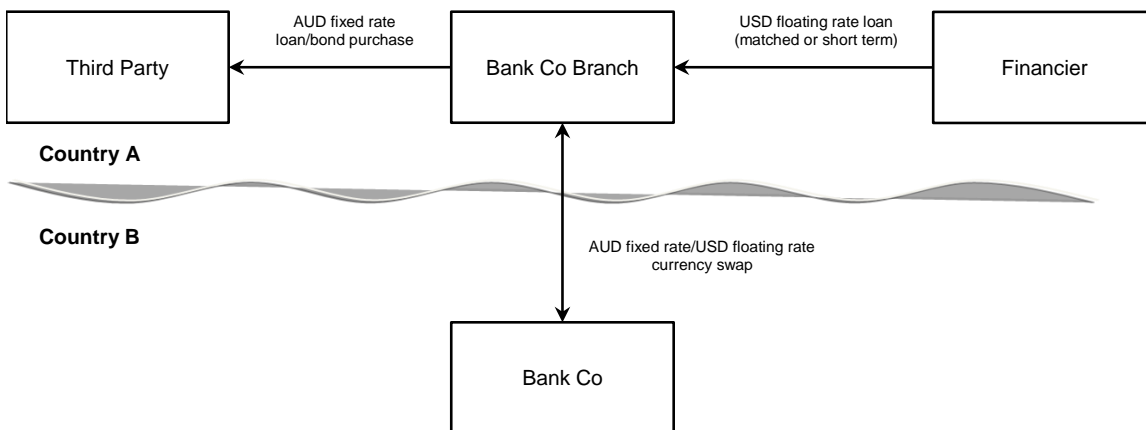 AUD fixed rate
loan/bond purchase
USD floating rate loan
(matched or short term)
Third Party
Bank Co Branch
Financier
Country A
Country B
AUD fixed rate/USD floating rate
currency swap
Bank Co